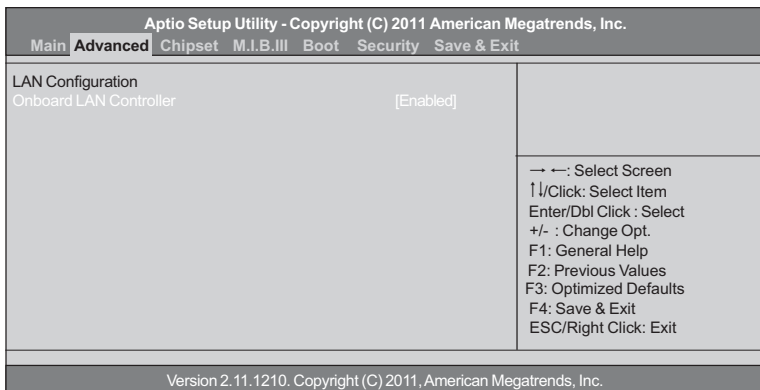 Aptio Setup Utility - Copyright (C) 2011 American Megatrends, Inc.
Main Advanced Chipset M.I.B.III Boot Security Save & Exit
LAN Configuration
Onboard LAN Controller [Enabled]
→ ←: Select Screen
↑↓/Click: Select Item
Enter/Dbl Click : Select
+/- : Change Opt.
F1: General Help
F2: Previous Values
F3: Optimized Defaults
F4: Save & Exit
ESC/Right Click: Exit
Version 2.11.1210. Copyright (C) 2011, American Megatrends, Inc.